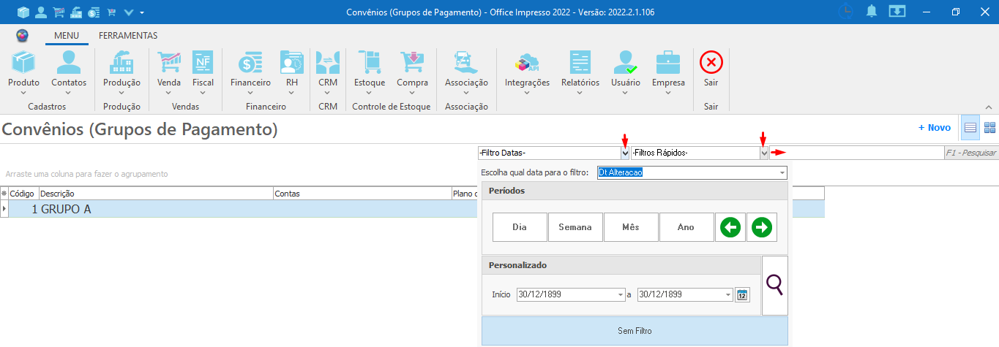 Convênios (Grupos de Pagamento) - Office Impresso 2022 - Versão: 2022.2.1.106
MENU FERRAMENTAS
NF API
Produto Contatos Produção Venda Fiscal Financeiro RH CRM Estoque Compra Associação Integrações Relatórios Usuário Empresa Sair
Cadastros Produção Vendas Financeiro CRM Controle de Estoque Associação Sair
Convênios (Grupos de Pagamento) + Novo
-Filtro Datas- -Filtros Rápidos- F1 - Pesquisar
Arraste uma coluna para fazer o agrupamento
Escolha qual data para o filtro: Dt Alteracao
Código Descrição Contas Plano
Períodos
1 GRUPO A
Dia Semana Mês Ano
Personalizado
Início 30/12/1899 a 30/12/1899 12
Sem Filtro